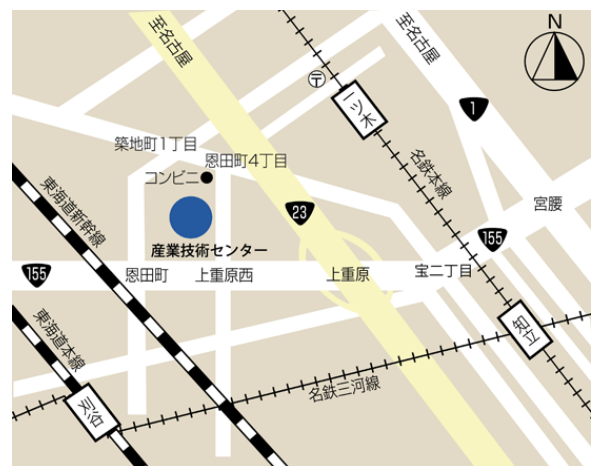 N
至名古屋
至名古屋
〒
一ツ木
1
築地町1丁目
恩田町4丁目
コンビニ
名鉄本線
東海道新幹線
23
宮腰
155
産業技術センター
155
恩田町
上重原西
上重原
宝二丁目
東海道本線
知立
名鉄三河線
刈谷